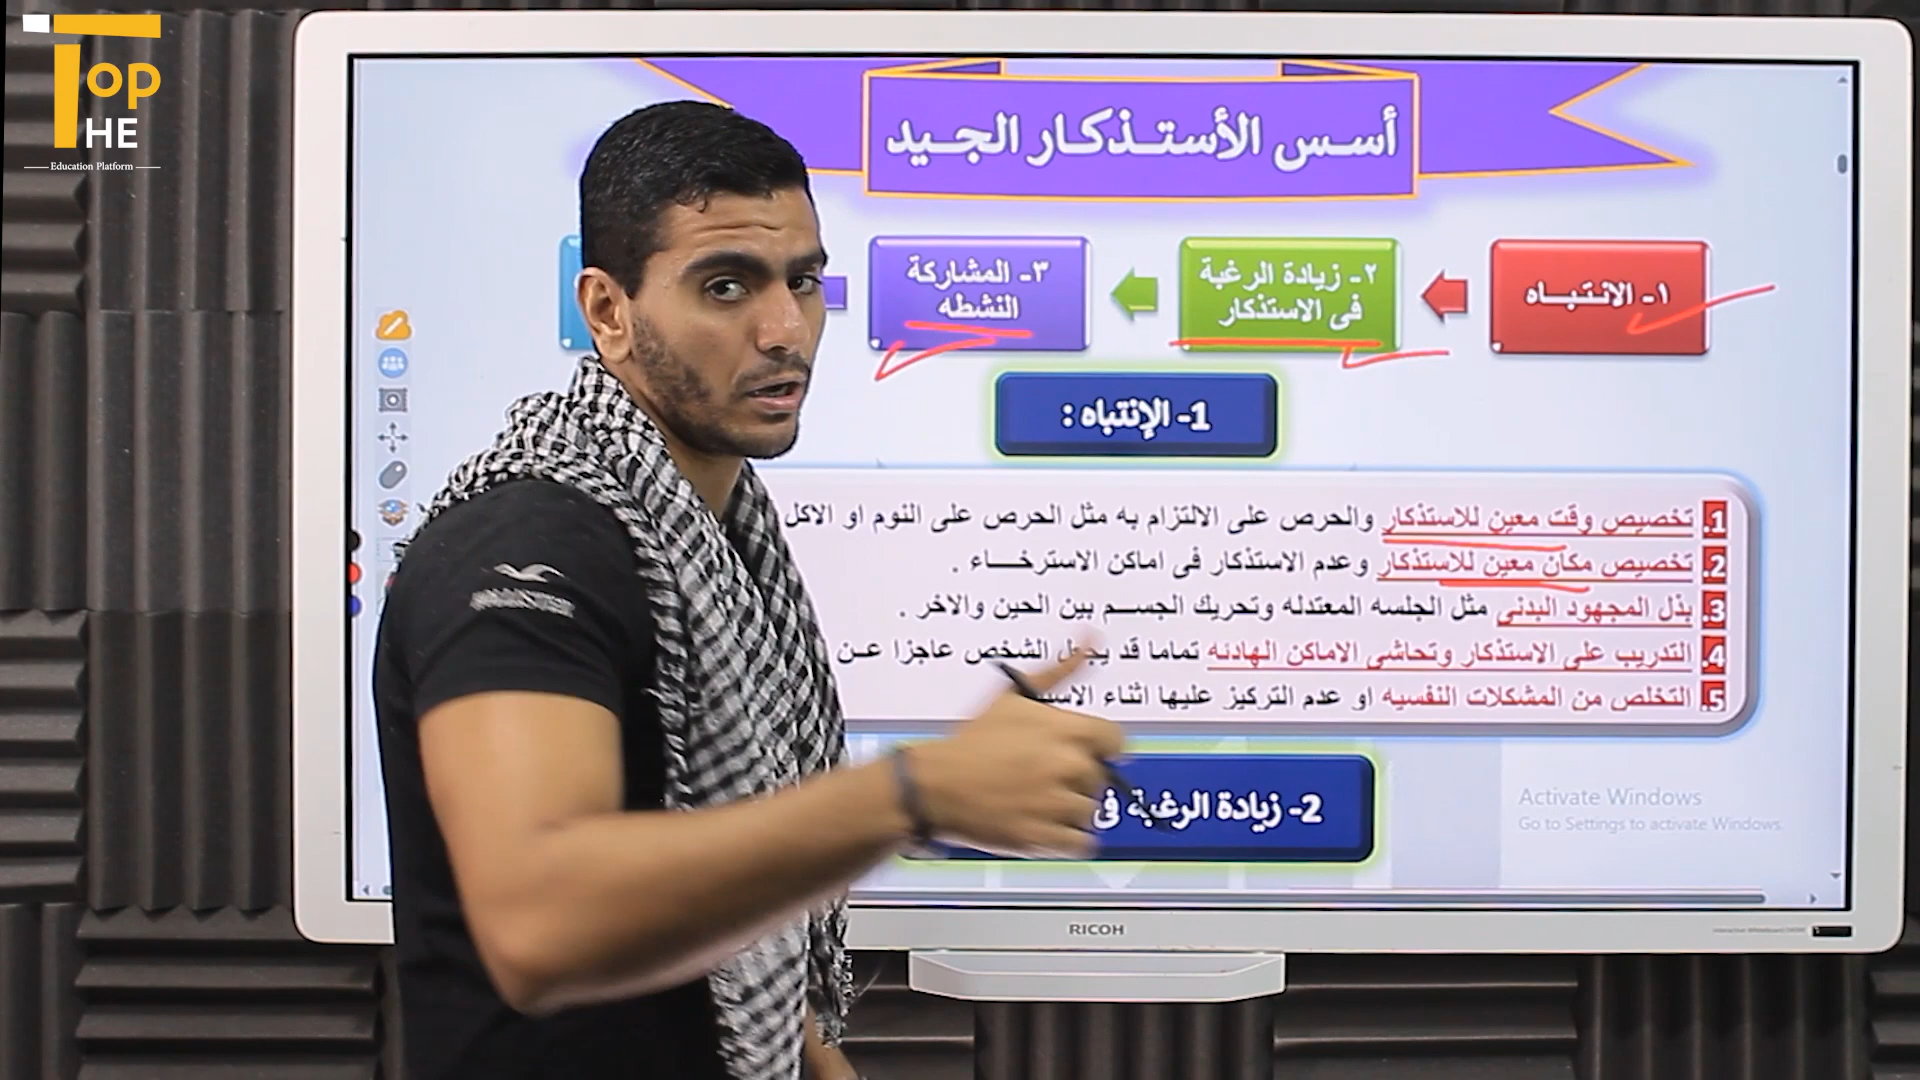 TOP
THE
Education Platform
أسس الأستذكار الجيد
١- الانتباه
٢- زيادة الرغبة
فى الاستذكار
٣- المشاركة
النشطه
1- الإنتباه :
1. تخصيص وقت معين للاستذكار والحرص على الالتزام به مثل الحرص على النوم او الاكل
2. تخصيص مكان معين للاستذكار وعدم الاستذكار فى اماكن الاسترخاء .
3. بذل المجهود البدنى مثل الجلسه المعتدله وتحريك الجسم بين الحين والاخر .
4. التدريب على الاستذكار وتحاشى الاماكن الهادئه تماما قد يجعل الشخص عاجزا عن
5. التخلص من المشكلات النفسيه او عدم التركيز عليها اثناء
2- زيادة الرغبة فى
Activate Windows
Go to Settings to activate Windows.
RICOH